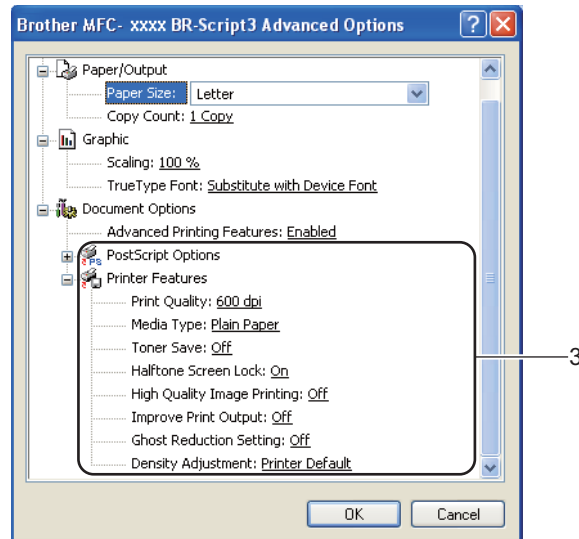 Brother MFC- xxxx BR-Script3 Advanced Options
Paper/Output
Paper Size: Letter
Copy Count: 1 Copy
Graphic
Scaling: 100 %
TrueType Font: Substitute with Device Font
Document Options
Advanced Printing Features: Enabled
PostScript Options
Printer Features
Print Quality: 600 dpi
Media Type: Plain Paper
Toner Save: Off
Halftone Screen Lock: On
High Quality Image Printing: Off
Improve Print Output: Off
Ghost Reduction Setting: Off
Density Adjustment: Printer Default
3
OK Cancel